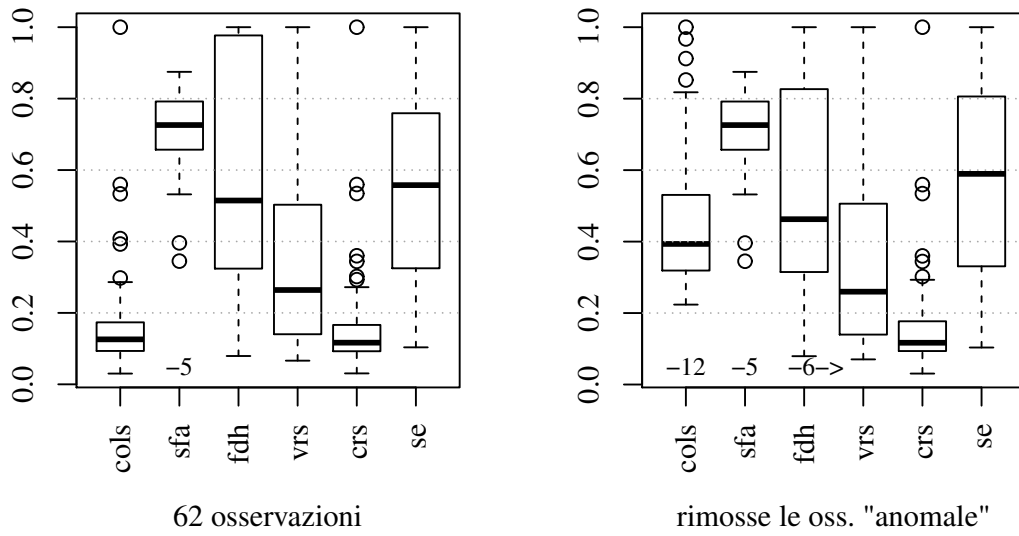 1.0
0.8
0.6
0.4
0.2
0.0
−5
cols
sfa
fdh
vrs
crs
se
62 osservazioni
1.0
0.8
0.6
0.4
0.2
0.0
−12
−5
−6−>
cols
sfa
fdh
vrs
crs
se
rimosse le oss. "anomale"